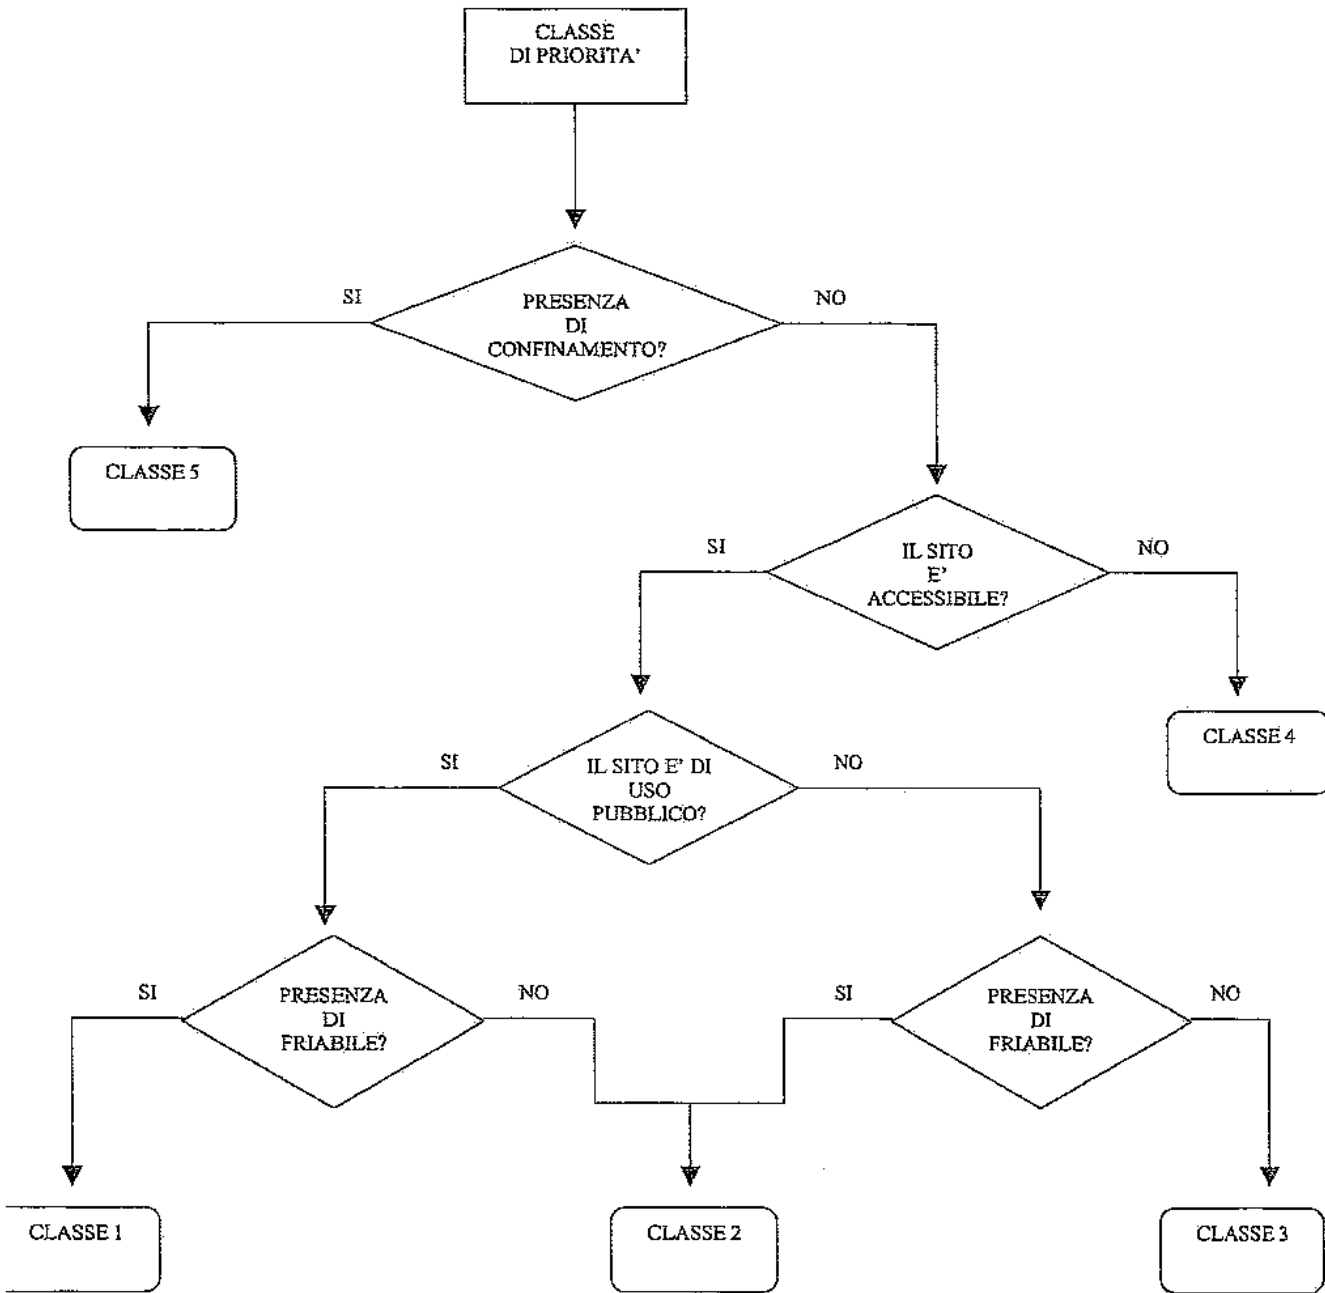 CLASSE
DI PRIORITA'
SI
NO
PRESENZA
DI
CONFINAMENTO?
CLASSE 5
SI
NO
IL SITO
E'
ACCESSIBILE?
CLASSE 4
SI
NO
IL SITO E' DI
USO
PUBBLICO?
SI
NO
PRESENZA
DI
FRIABILE?
SI
NO
PRESENZA
DI
FRIABILE?
CLASSE 1
CLASSE 2
CLASSE 3